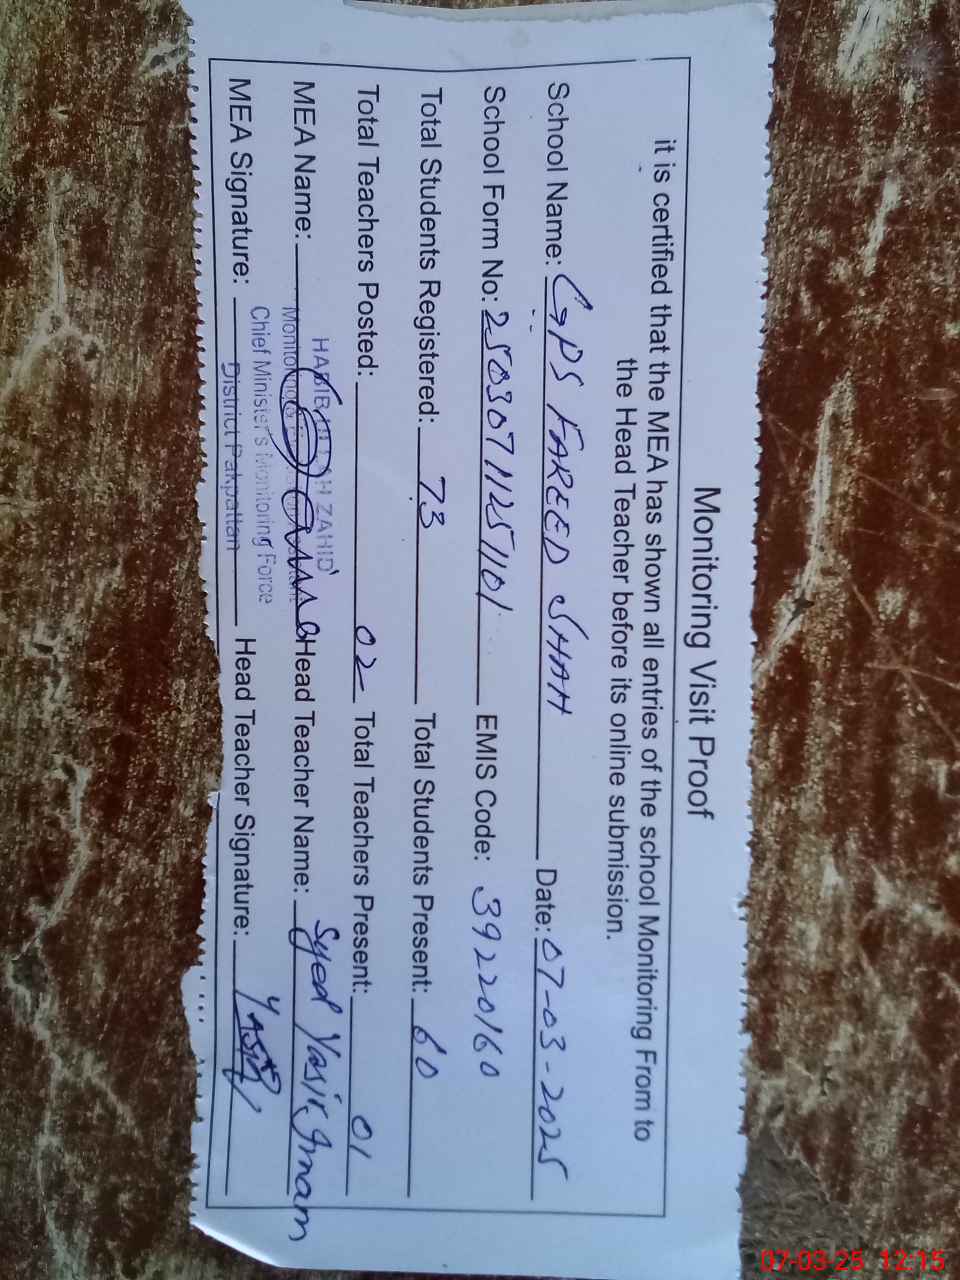 Monitoring Visit Proof
it is certified that the MEA has shown all entries of the school Monitoring From to
the Head Teacher before its online submission.
School Name: GPS FAREED SHAH Date: 07-03-2025
School Form No: 25030711251101 EMIS Code: 39220160
Total Students Registered: 73 Total Students Present: 60
Total Teachers Posted: 02 Total Teachers Present: 01
HABIB ZAHID
MEA Name: Head Teacher Name: Syed Yasir Imam
Chief Minister's Monitoring Force
MEA Signature: District Pakpattan Head Teacher Signature: YASIR
07-03-25 12:15